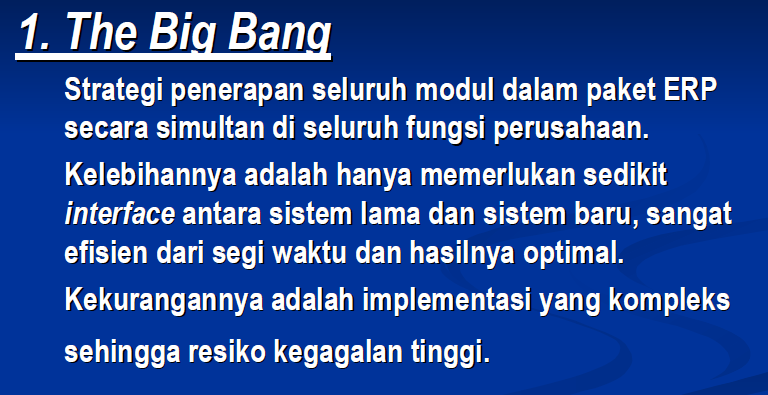 1. The Big Bang
Strategi penerapan seluruh modul dalam paket ERP
secara simultan di seluruh fungsi perusahaan.
Kelebihannya adalah hanya memerlukan sedikit
interface antara sistem lama dan sistem baru, sangat
efisien dari segi waktu dan hasilnya optimal.
Kekurangannya adalah implementasi yang kompleks
sehingga resiko kegagalan tinggi.